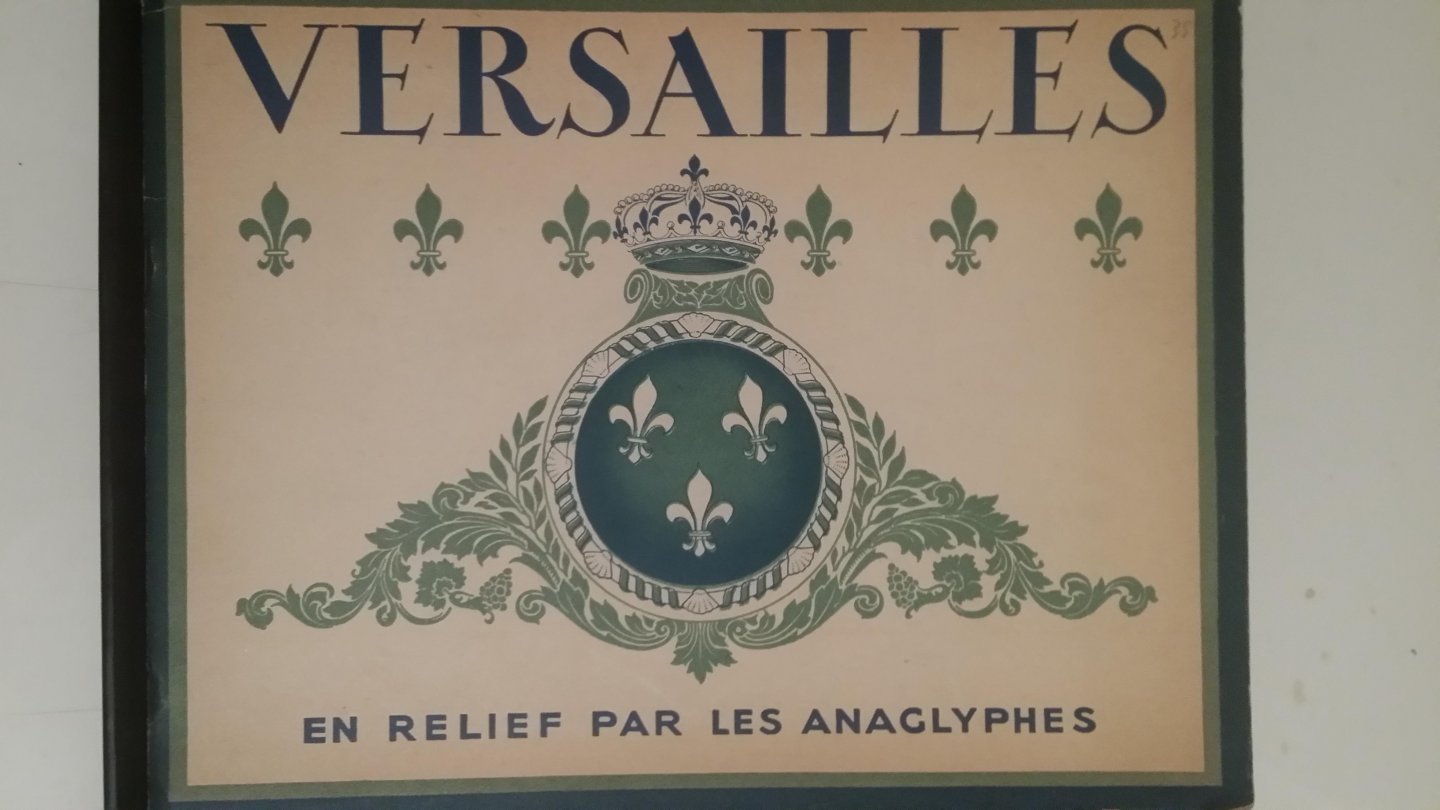 VERSAILLES
EN RELIEF PAR LES ANAGLYPHES